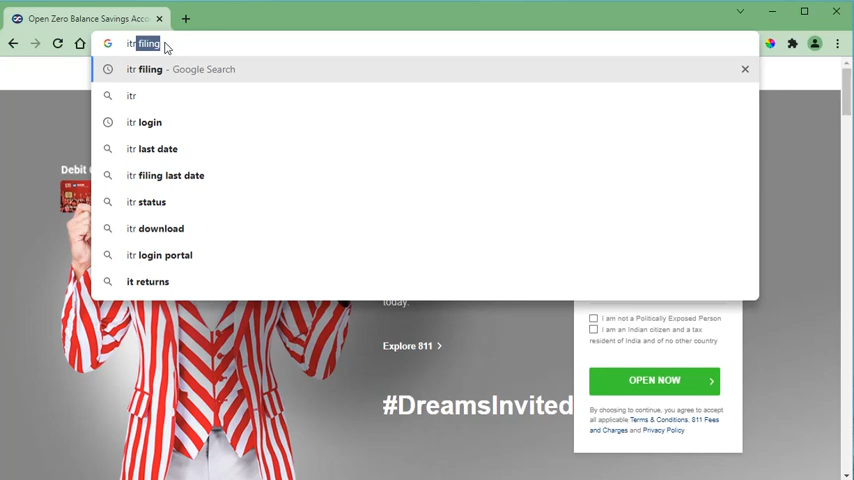 Open Zero Balance Savings Acco
itr filing
itr filing - Google Search
itr
itr login
itr last date
itr filing last date
itr status
itr download
itr login portal
it returns
Debit
today.
Explore 811
#DreamsInvited
I am not a Politically Exposed Person
I am an Indian citizen and a tax
resident of India and of no other country
OPEN NOW
By choosing to continue, you agree to accept
all applicable Terms & Conditions, 811 Fees
and Charges and Privacy Policy